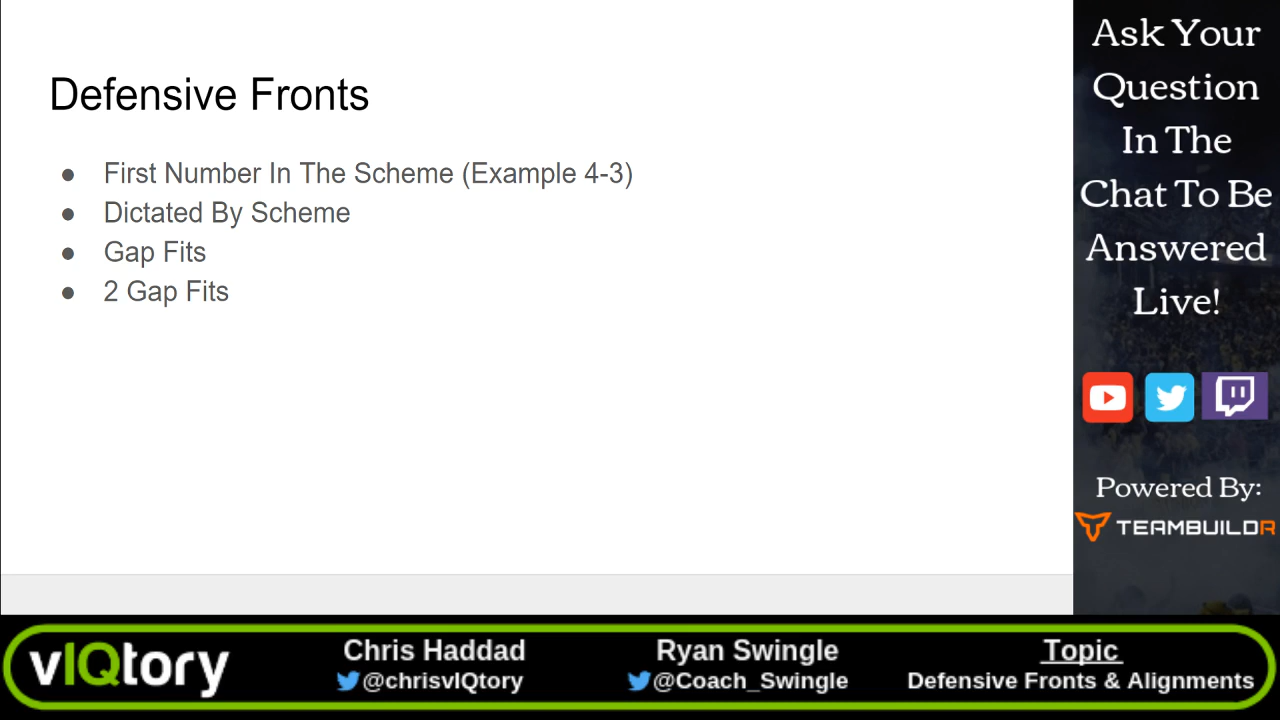 Defensive Fronts
● First Number In The Scheme (Example 4-3)
● Dictated By Scheme
● Gap Fits
● 2 Gap Fits
Ask Your
Question
In The
Chat To Be
Answered
Live!
Powered By:
TEAMBUILDR
vIQtory
Chris Haddad
@chrisvIQtory
Ryan Swingle
@Coach_Swingle
Topic
Defensive Fronts & Alignments